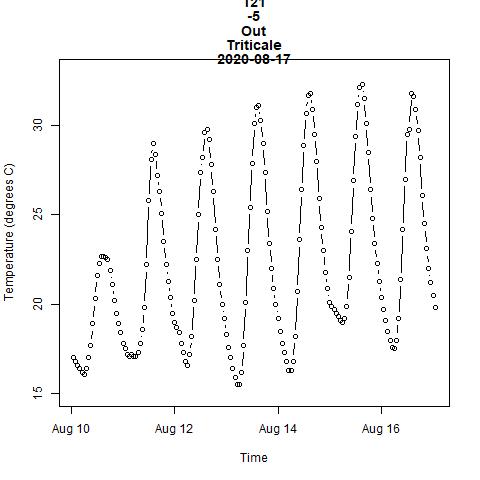 121
-5
Out
Triticale
2020-08-17
Temperature (degrees C)
30
25
20
15
Aug 10 Aug 12 Aug 14 Aug 16
Time